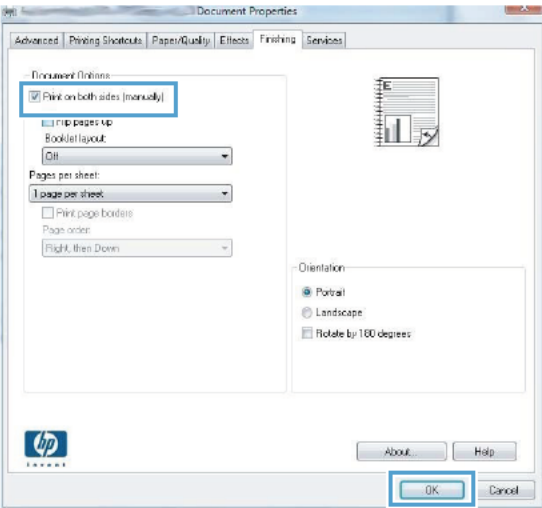 Document Properties
Advanced Printing Shortcuts Paper/Quality Effects Finishing Services
Document Options
Print on both sides (manually)
Flip pages up
Booklet layout:
Off
Pages per sheet:
1 page per sheet
Print page borders
Page order:
Right, then Down
Orientation
Portrait
Landscape
Rotate by 180 degrees
hp
invent
About...
Help
OK
Cancel